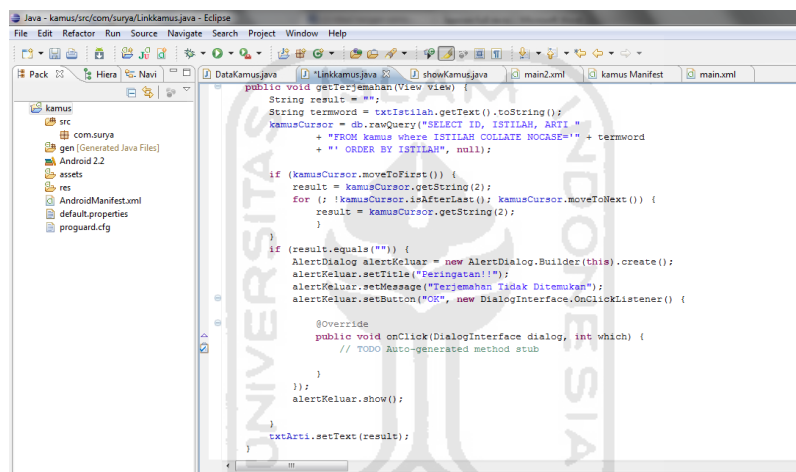 Java - kamus/src/com/surya/Linkkamus.java - Eclipse
File Edit Refactor Run Source Navigate Search Project Window Help
Pack Hiera Navi
DataKamus.java *Linkkamus.java showKamus.java main2.xml kamus Manifest main.xml
kamus
src
com.surya
gen [Generated Java Files]
Android 2.2
assets
res
AndroidManifest.xml
default.properties
proguard.cfg
public void getTerjemahan(View view) {
String result = "";
String termword = txtIstilah.getText().toString();
kamusCursor = db.rawQuery("SELECT ID, ISTILAH, ARTI "
+ "FROM kamus where ISTILAH COLLATE NOCASE='" + termword
+ "' ORDER BY ISTILAH", null);
if (kamusCursor.moveToFirst()) {
result = kamusCursor.getString(2);
for (; !kamusCursor.isAfterLast(); kamusCursor.moveToNext()) {
result = kamusCursor.getString(2);
}
}
if (result.equals("")) {
AlertDialog alertKeluar = new AlertDialog.Builder(this).create();
alertKeluar.setTitle("Peringatan!!");
alertKeluar.setMessage("Terjemahan Tidak Ditemukan");
alertKeluar.setButton("OK", new DialogInterface.OnClickListener() {
@Override
public void onClick(DialogInterface dialog, int which) {
// TODO Auto-generated method stub
}
});
alertKeluar.show();
}
txtArti.setText(result);
}
UNIVERSITAS
ISLAM
INDONESIA